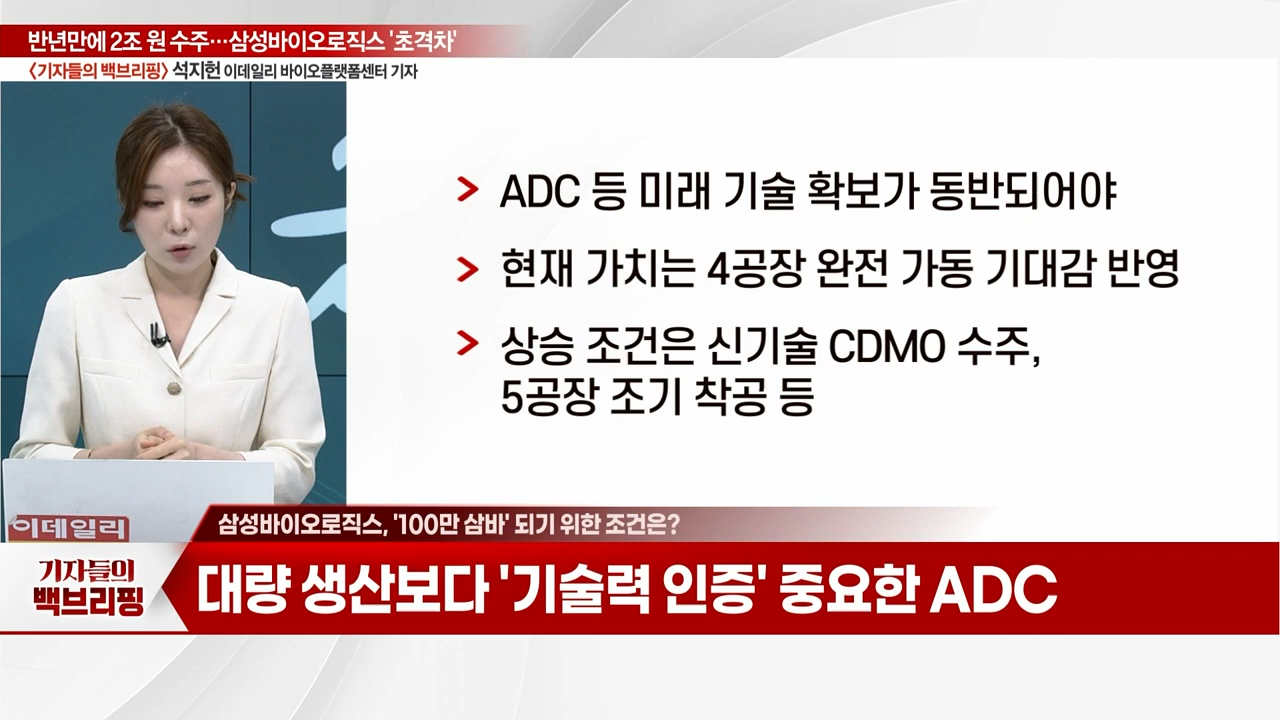 반년만에 2조 원 수주…삼성바이오로직스 '초격차'
<기자들의 백브리핑> 석지헌 이데일리 바이오플랫폼센터 기자
> ADC 등 미래 기술 확보가 동반되어야
> 현재 가치는 4공장 완전 가동 기대감 반영
> 상승 조건은 신기술 CDMO 수주,
5공장 조기 착공 등
이데일리
삼성바이오로직스, '100만 삼바' 되기 위한 조건은?
기자들의
백브리핑
대량 생산보다 '기술력 인증' 중요한 ADC